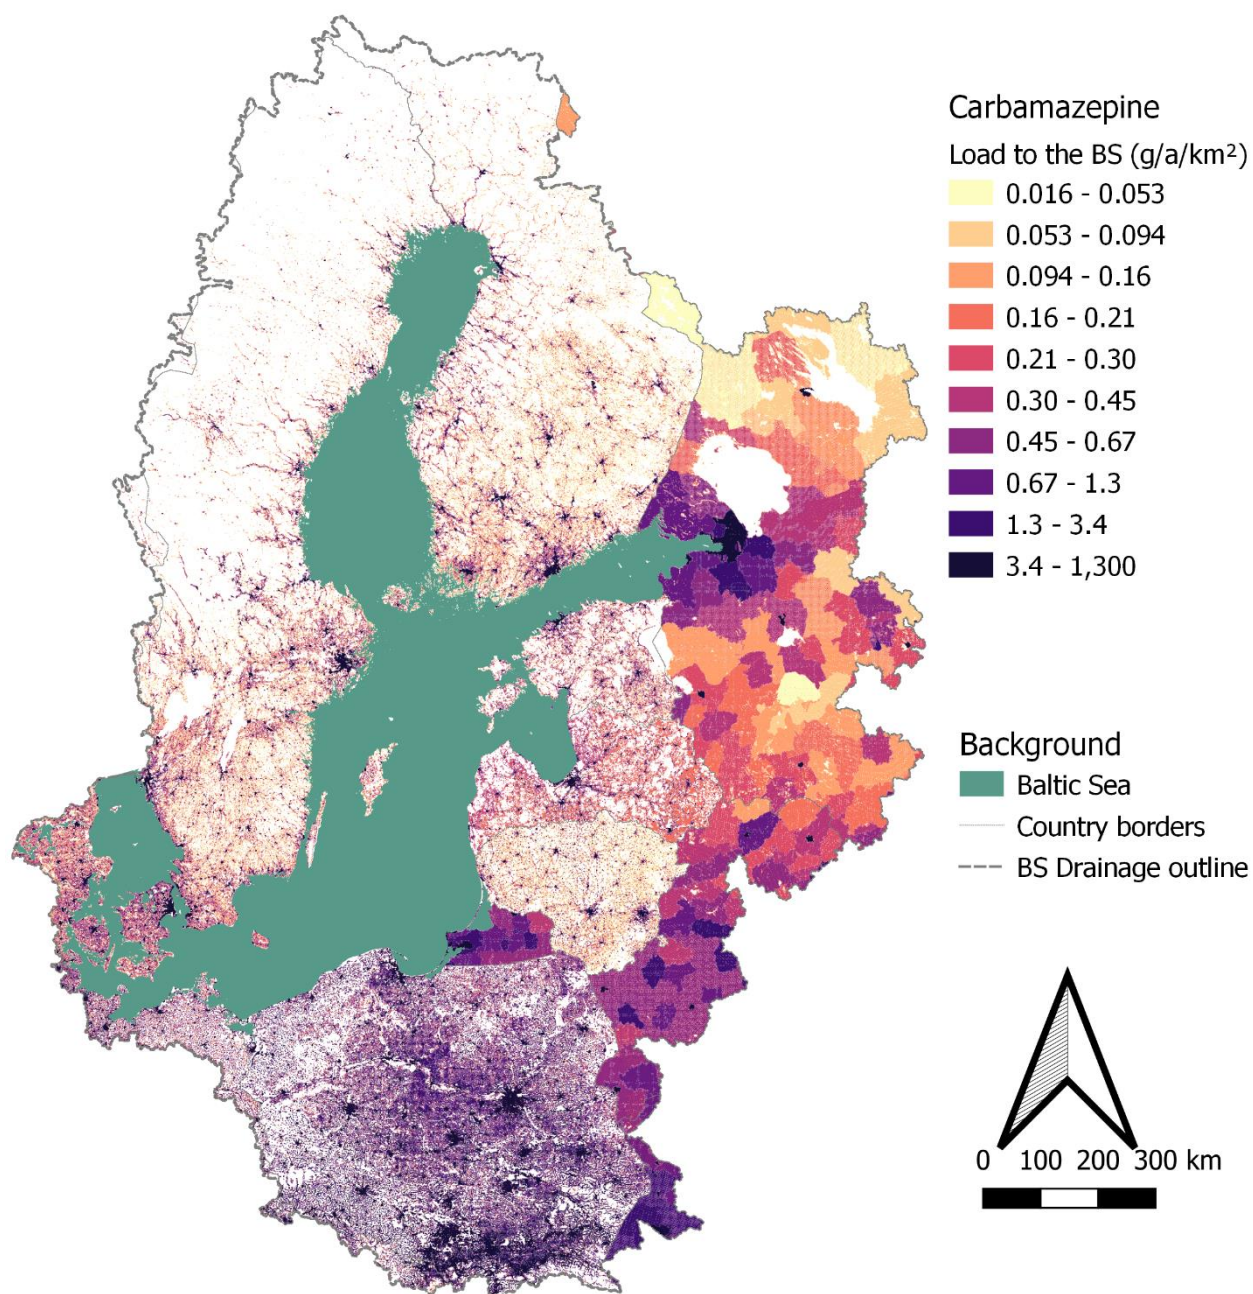 Carbamazepine
Load to the BS (g/a/km²)
0.016 - 0.053
0.053 - 0.094
0.094 - 0.16
0.16 - 0.21
0.21 - 0.30
0.30 - 0.45
0.45 - 0.67
0.67 - 1.3
1.3 - 3.4
3.4 - 1,300
Background
Baltic Sea
Country borders
BS Drainage outline
0 100 200 300 km